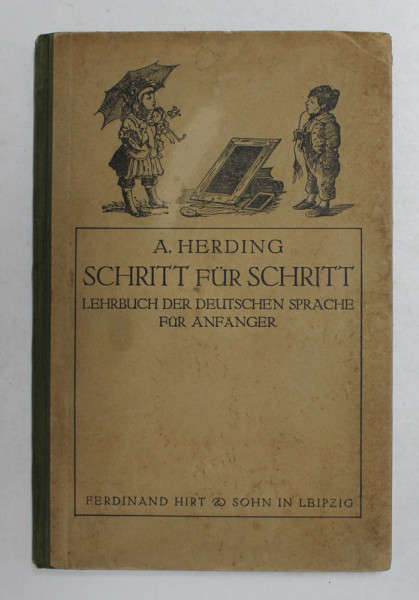 A. HERDING
SCHRITT FÜR SCHRITT
LEHRBUCH DER DEUTSCHEN SPRACHE
FÜR ANFÄNGER
FERDINAND HIRT & SOHN IN LEIPZIG